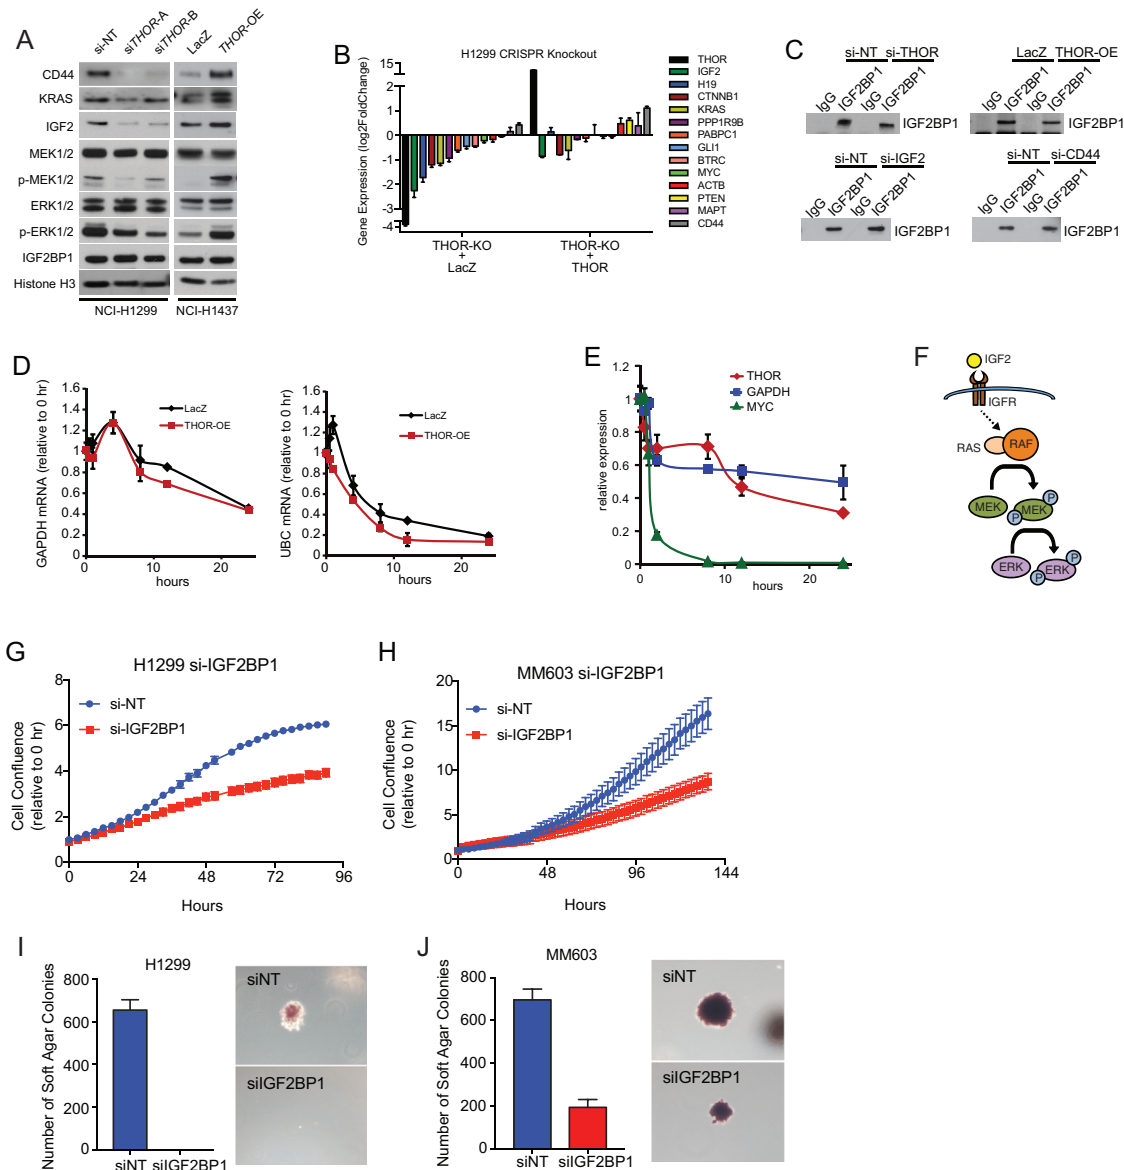 A
si-NT
siTHOR-A
siTHOR-B
LacZ
THOR-OE
CD44
KRAS
IGF2
MEK1/2
p-MEK1/2
ERK1/2
p-ERK1/2
IGF2BP1
Histone H3
NCI-H1299
NCI-H1437
B
H1299 CRISPR Knockout
Gene Expression (log2FoldChange)
15
2
1
0
-1
-2
-3
-4
THOR-KO
+
LacZ
THOR-KO
+
THOR
THOR
IGF2
H19
CTNNB1
KRAS
PPP1R9B
PABPC1
GLI1
BTRC
MYC
ACTB
PTEN
MAPT
CD44
C
si-NT si-THOR
IgG
IGF2BP1
IgG
IGF2BP1
IGF2BP1
LacZ THOR-OE
IgG
IGF2BP1
IgG
IGF2BP1
IGF2BP1
si-NT si-IGF2
IgG
IGF2BP1
IgG
IGF2BP1
IGF2BP1
si-NT si-CD44
IgG
IGF2BP1
IgG
IGF2BP1
IGF2BP1
D
GAPDH mRNA (relative to 0 hr)
1.6
1.4
1.2
1
0.8
0.6
0.4
0.2
0
0 10 20
hours
LacZ
THOR-OE
UBC mRNA (relative to 0 hr)
1.6
1.4
1.2
1
0.8
0.6
0.4
0.2
0
0 10 20
hours
LacZ
THOR-OE
E
relative expression
1.2
1
0.8
0.6
0.4
0.2
0
0 10 20
hours
THOR
GAPDH
MYC
F
IGF2
IGFR
RAS
RAF
MEK
MEK
P
P
ERK
ERK
P
P
G
H1299 si-IGF2BP1
Cell Confluence
(relative to 0 hr)
8
6
4
2
0
0 24 48 72 96
Hours
si-NT
si-IGF2BP1
H
MM603 si-IGF2BP1
Cell Confluence
(relative to 0 hr)
20
15
10
5
0
0 48 96 144
Hours
si-NT
si-IGF2BP1
I
H1299
Number of Soft Agar Colonies
800
600
400
200
0
siNT siIGF2BP1
siNT
siIGF2BP1
J
MM603
Number of Soft Agar Colonies
800
600
400
200
0
siNT siIGF2BP1
siNT
siIGF2BP1